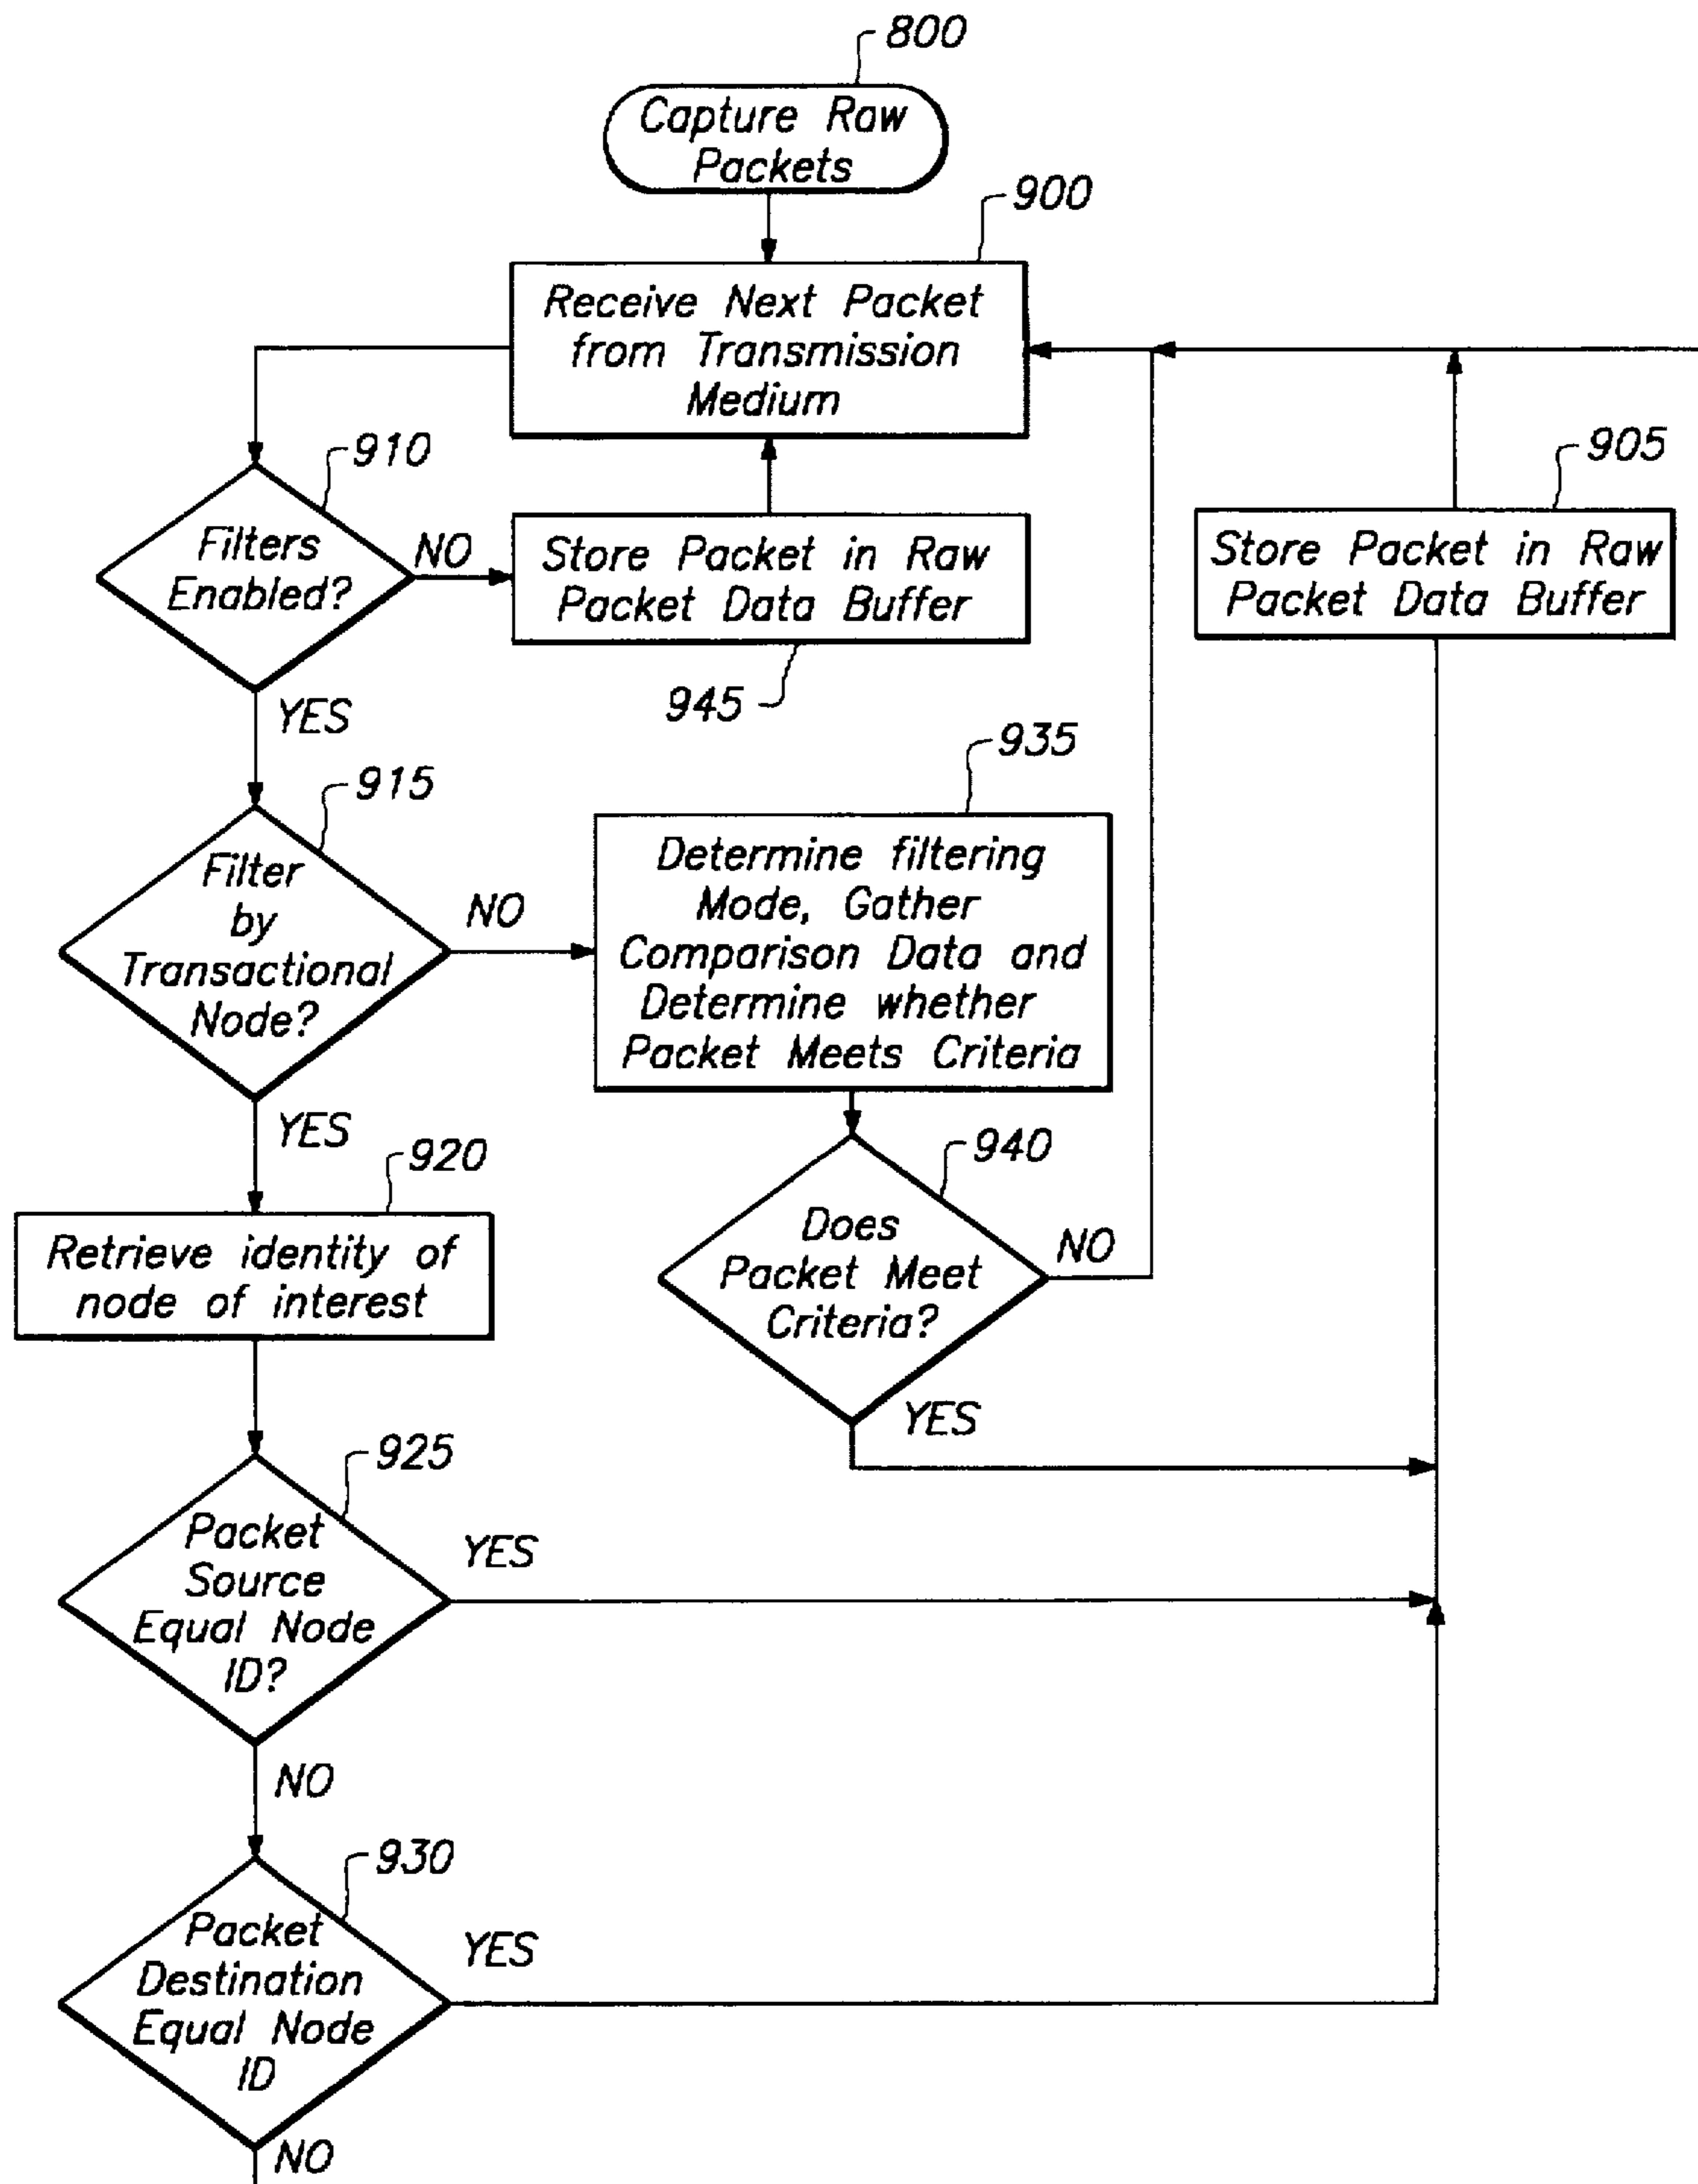 800
Capture Raw
Packets
900
Receive Next Packet
from Transmission
Medium
910
Filters
Enabled?
NO
Store Packet in Raw
Packet Data Buffer
945
905
Store Packet in Raw
Packet Data Buffer
YES
915
Filter
by
Transactional
Node?
NO
935
Determine filtering
Mode, Gather
Comparison Data and
Determine whether
Packet Meets Criteria
YES
940
Does
Packet Meet
Criteria?
NO
YES
920
Retrieve identity of
node of interest
925
Packet
Source
Equal Node
ID?
YES
NO
930
Packet
Destination
Equal Node
ID
YES
NO